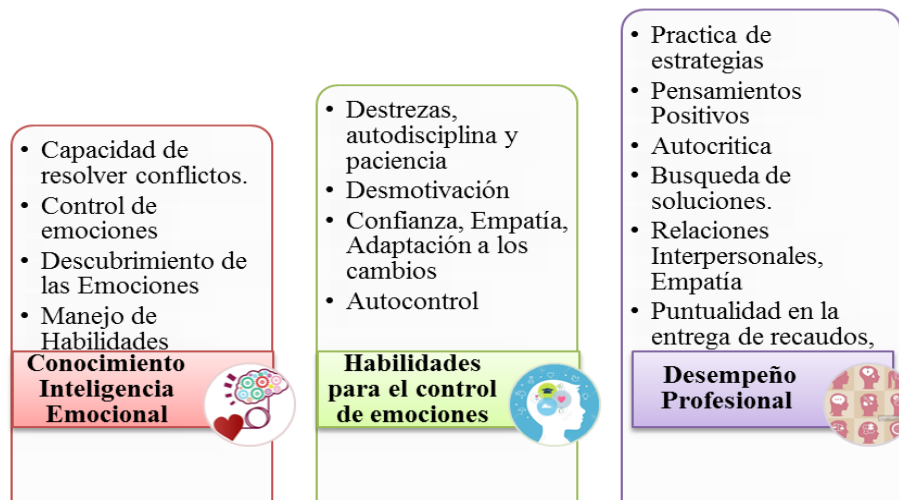 • Capacidad de
resolver conflictos.
• Control de
emociones
• Descubrimiento de
las Emociones
• Manejo de
Habilidades
Conocimiento
Inteligencia
Emocional
• Destrezas,
autodisciplina y
paciencia
• Desmotivación
• Confianza, Empatía,
Adaptación a los
cambios
• Autocontrol
Habilidades
para el control
de emociones
• Practica de
estrategias
• Pensamientos
Positivos
• Autocritica
• Busqueda de
soluciones.
• Relaciones
Interpersonales,
Empatía
• Puntualidad en la
entrega de recaudos,
Desempeño
Profesional